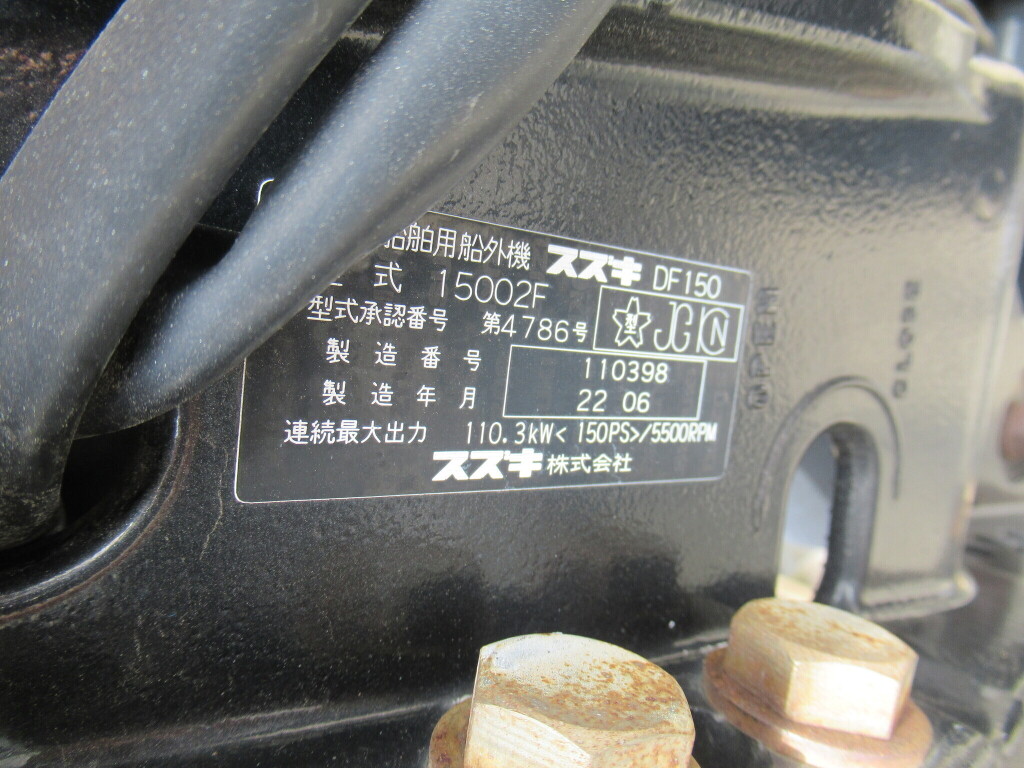 船舶用船外機 スズキ DF150
式 15002F
型式承認番号 第4786号 型 JG N
製造番号 110398
製造年月 22 06
連続最大出力 110.3kW<150PS>/5500RPM
スズキ株式会社